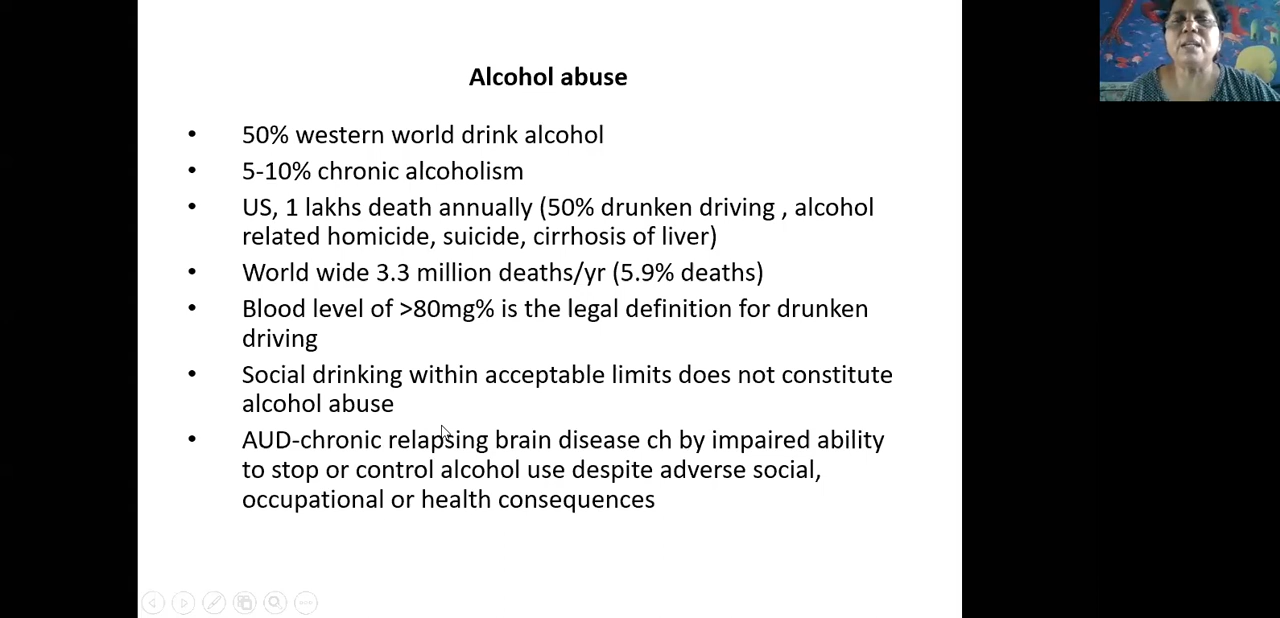 Alcohol abuse
• 50% western world drink alcohol
• 5-10% chronic alcoholism
• US, 1 lakhs death annually (50% drunken driving , alcohol
related homicide, suicide, cirrhosis of liver)
• World wide 3.3 million deaths/yr (5.9% deaths)
• Blood level of >80mg% is the legal definition for drunken
driving
• Social drinking within acceptable limits does not constitute
alcohol abuse
• AUD-chronic relapsing brain disease ch by impaired ability
to stop or control alcohol use despite adverse social,
occupational or health consequences